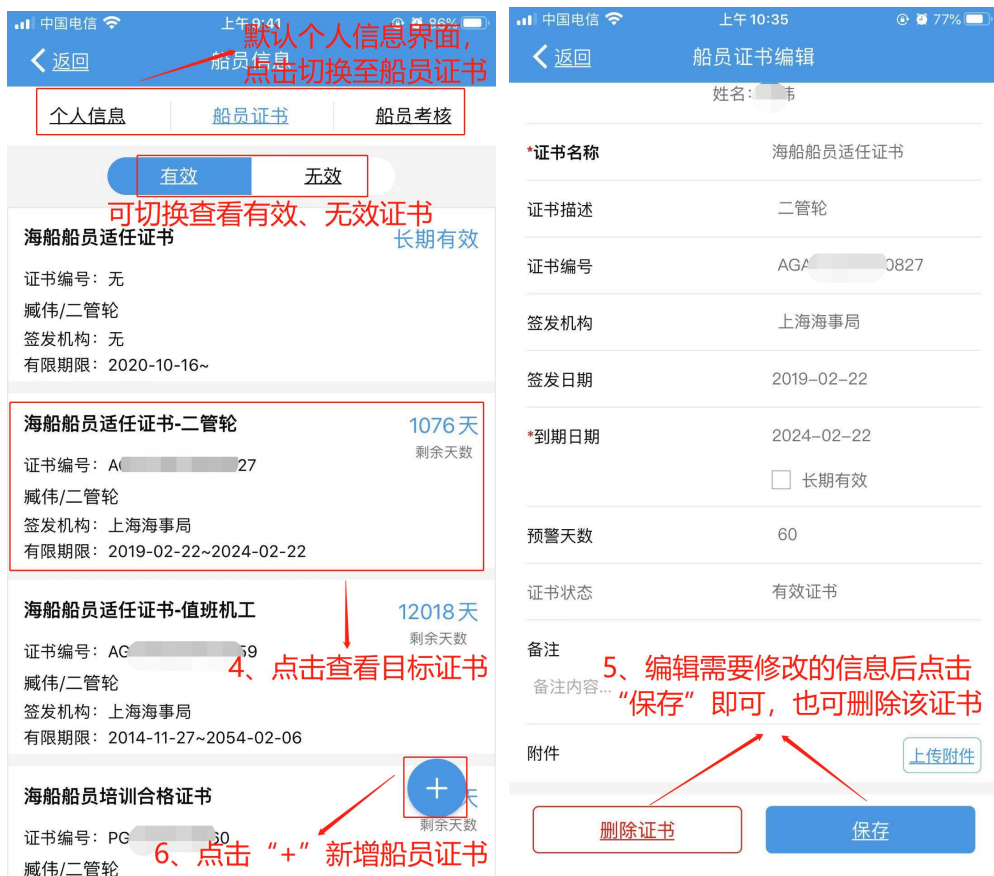 中国电信
上午 9:41
86%
返回
船员信息
默认个人信息界面，
点击切换至船员证书
个人信息
船员证书
船员考核
有效
无效
可切换查看有效、无效证书
海船船员适任证书
长期有效
证书编号：无
臧伟/二管轮
签发机构：无
有限期限：2020-10-16~
海船船员适任证书-二管轮
1076天
剩余天数
证书编号：A 27
臧伟/二管轮
签发机构：上海海事局
有限期限：2019-02-22~2024-02-22
海船船员适任证书-值班机工
12018天
剩余天数
证书编号：AG 59
4、点击查看目标证书
臧伟/二管轮
签发机构：上海海事局
有限期限：2014-11-27~2054-02-06
海船船员培训合格证书
+
天
剩余天数
证书编号：PG 60
6、点击“+”新增船员证书
臧伟/二管轮
中国电信
上午 10:35
77%
返回
船员证书编辑
姓名： 伟
*证书名称
海船船员适任证书
证书描述
二管轮
证书编号
AGA 0827
签发机构
上海海事局
签发日期
2019-02-22
*到期日期
2024-02-22
长期有效
预警天数
60
证书状态
有效证书
备注
备注内容...
5、编辑需要修改的信息后点击
“保存”即可，也可删除该证书
附件
上传附件
删除证书
保存